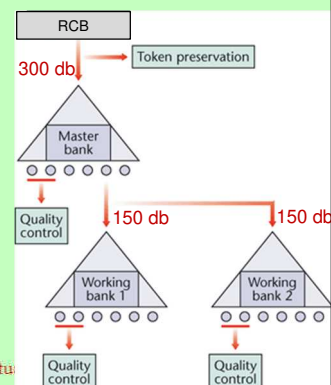 RCB
Token preservation
300 db
Master
bank
Quality
control
150 db
150 db
Working
bank 1
Working
bank 2
Quality
control
Quality
control